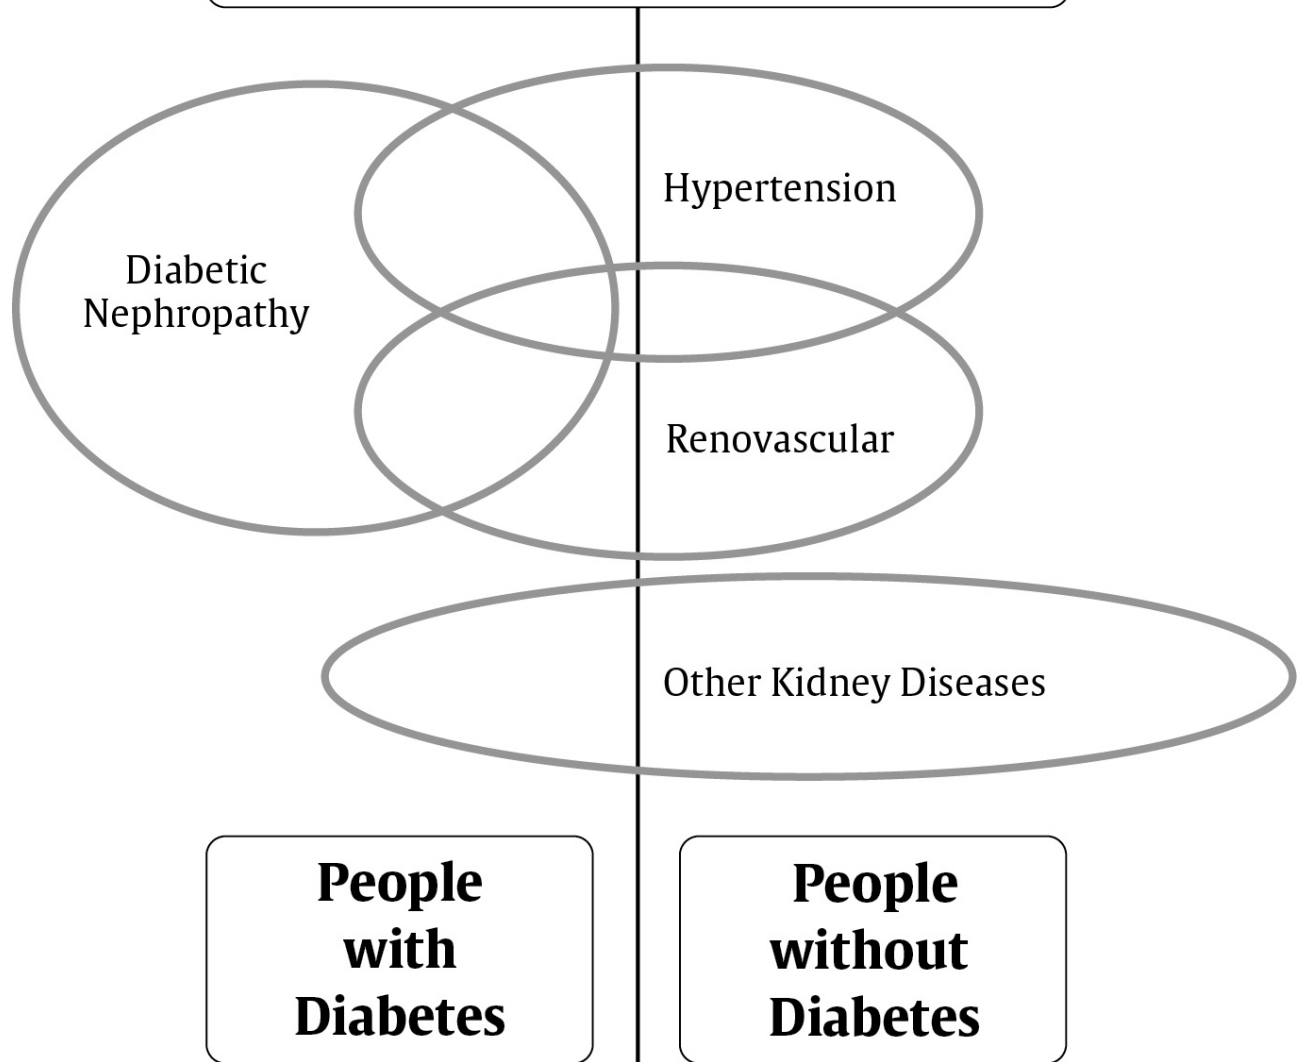 Hypertension
Diabetic
Nephropathy
Renovascular
Other Kidney Diseases
People
with
Diabetes
People
without
Diabetes